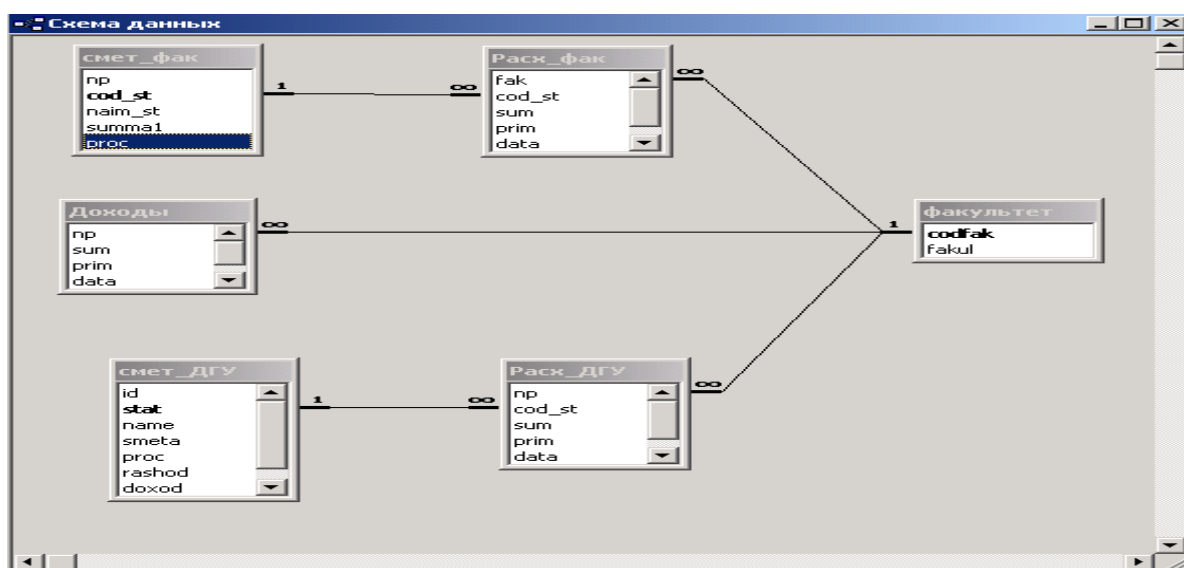 Схема данных
смет_фак
np
cod_st
naim_st
summa1
proc
1
∞
Расх_фак
fak
cod_st
sum
prim
data
∞
Доходы
np
sum
prim
data
∞
1
факультет
codfak
fakul
смет_ДГУ
id
stat
name
smeta
proc
rashod
doxod
1
∞
Расх_ДГУ
np
cod_st
sum
prim
data
∞